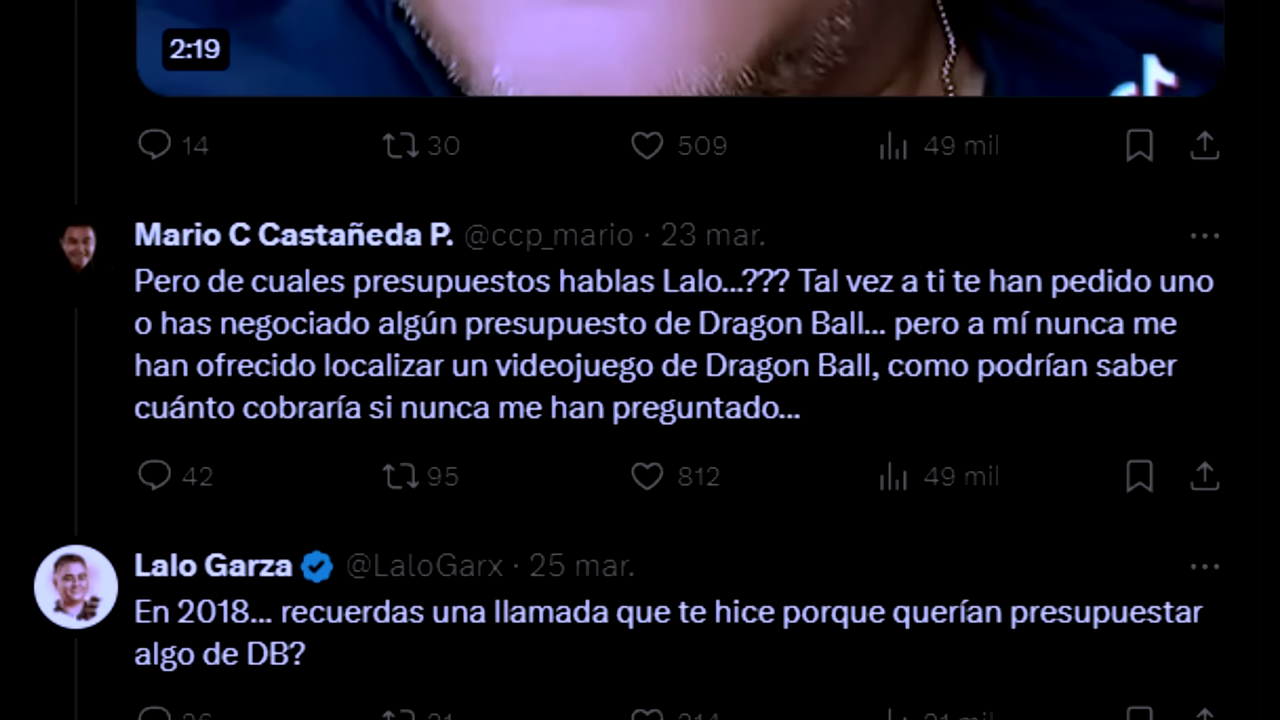 2:19
14 30 509 49 mil
Mario C Castañeda P. @ccp_mario · 23 mar.
Pero de cuales presupuestos hablas Lalo...??? Tal vez a ti te han pedido uno
o has negociado algún presupuesto de Dragon Ball... pero a mí nunca me
han ofrecido localizar un videojuego de Dragon Ball, como podrían saber
cuánto cobraría si nunca me han preguntado...
42 95 812 49 mil
Lalo Garza @LaloGarx · 25 mar.
En 2018... recuerdas una llamada que te hice porque querían presupuestar
algo de DB?